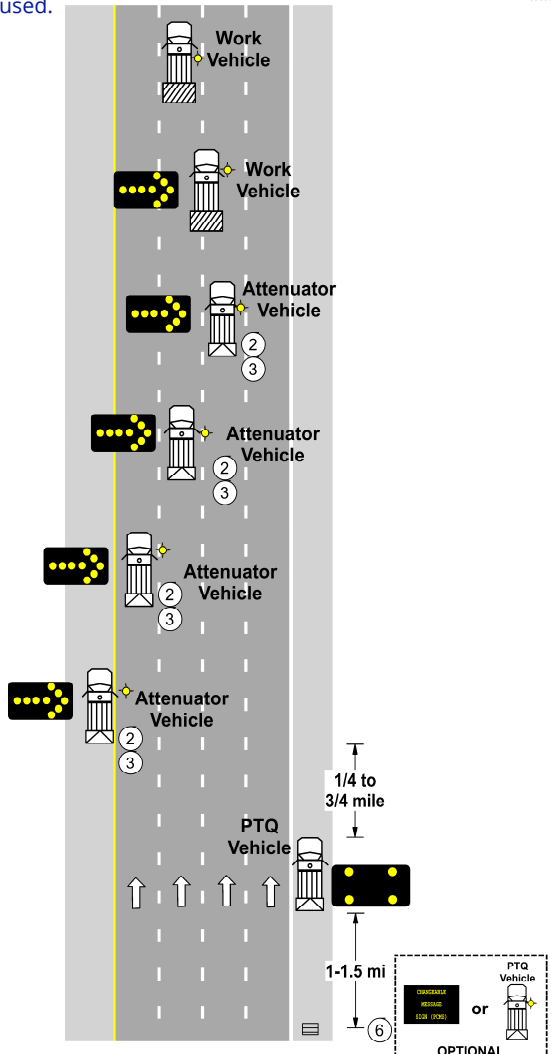 used.
Work
Vehicle
Work
Vehicle
Attenuator
Vehicle
2
3
Attenuator
Vehicle
2
3
Attenuator
Vehicle
2
3
Attenuator
Vehicle
2
3
1/4 to
3/4 mile
PTQ
Vehicle
1-1.5 mi
6
CHANGEABLE
MESSAGE
SIGN (PCMS)
or
PTQ
Vehicle
OPTIONAL